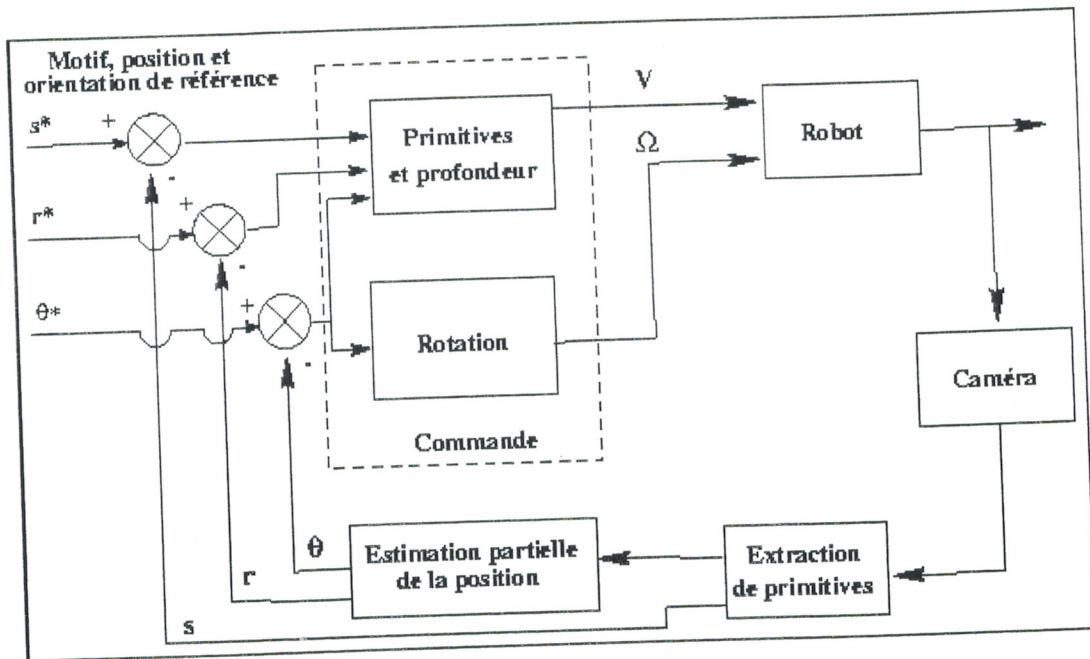 Motif, position et
orientation de référence
s*
+
-
r*
+
-
θ*
+
-
Primitives
et profondeur
Rotation
Commande
V
Ω
Robot
Caméra
Extraction
de primitives
Estimation partielle
de la position
θ
r
s